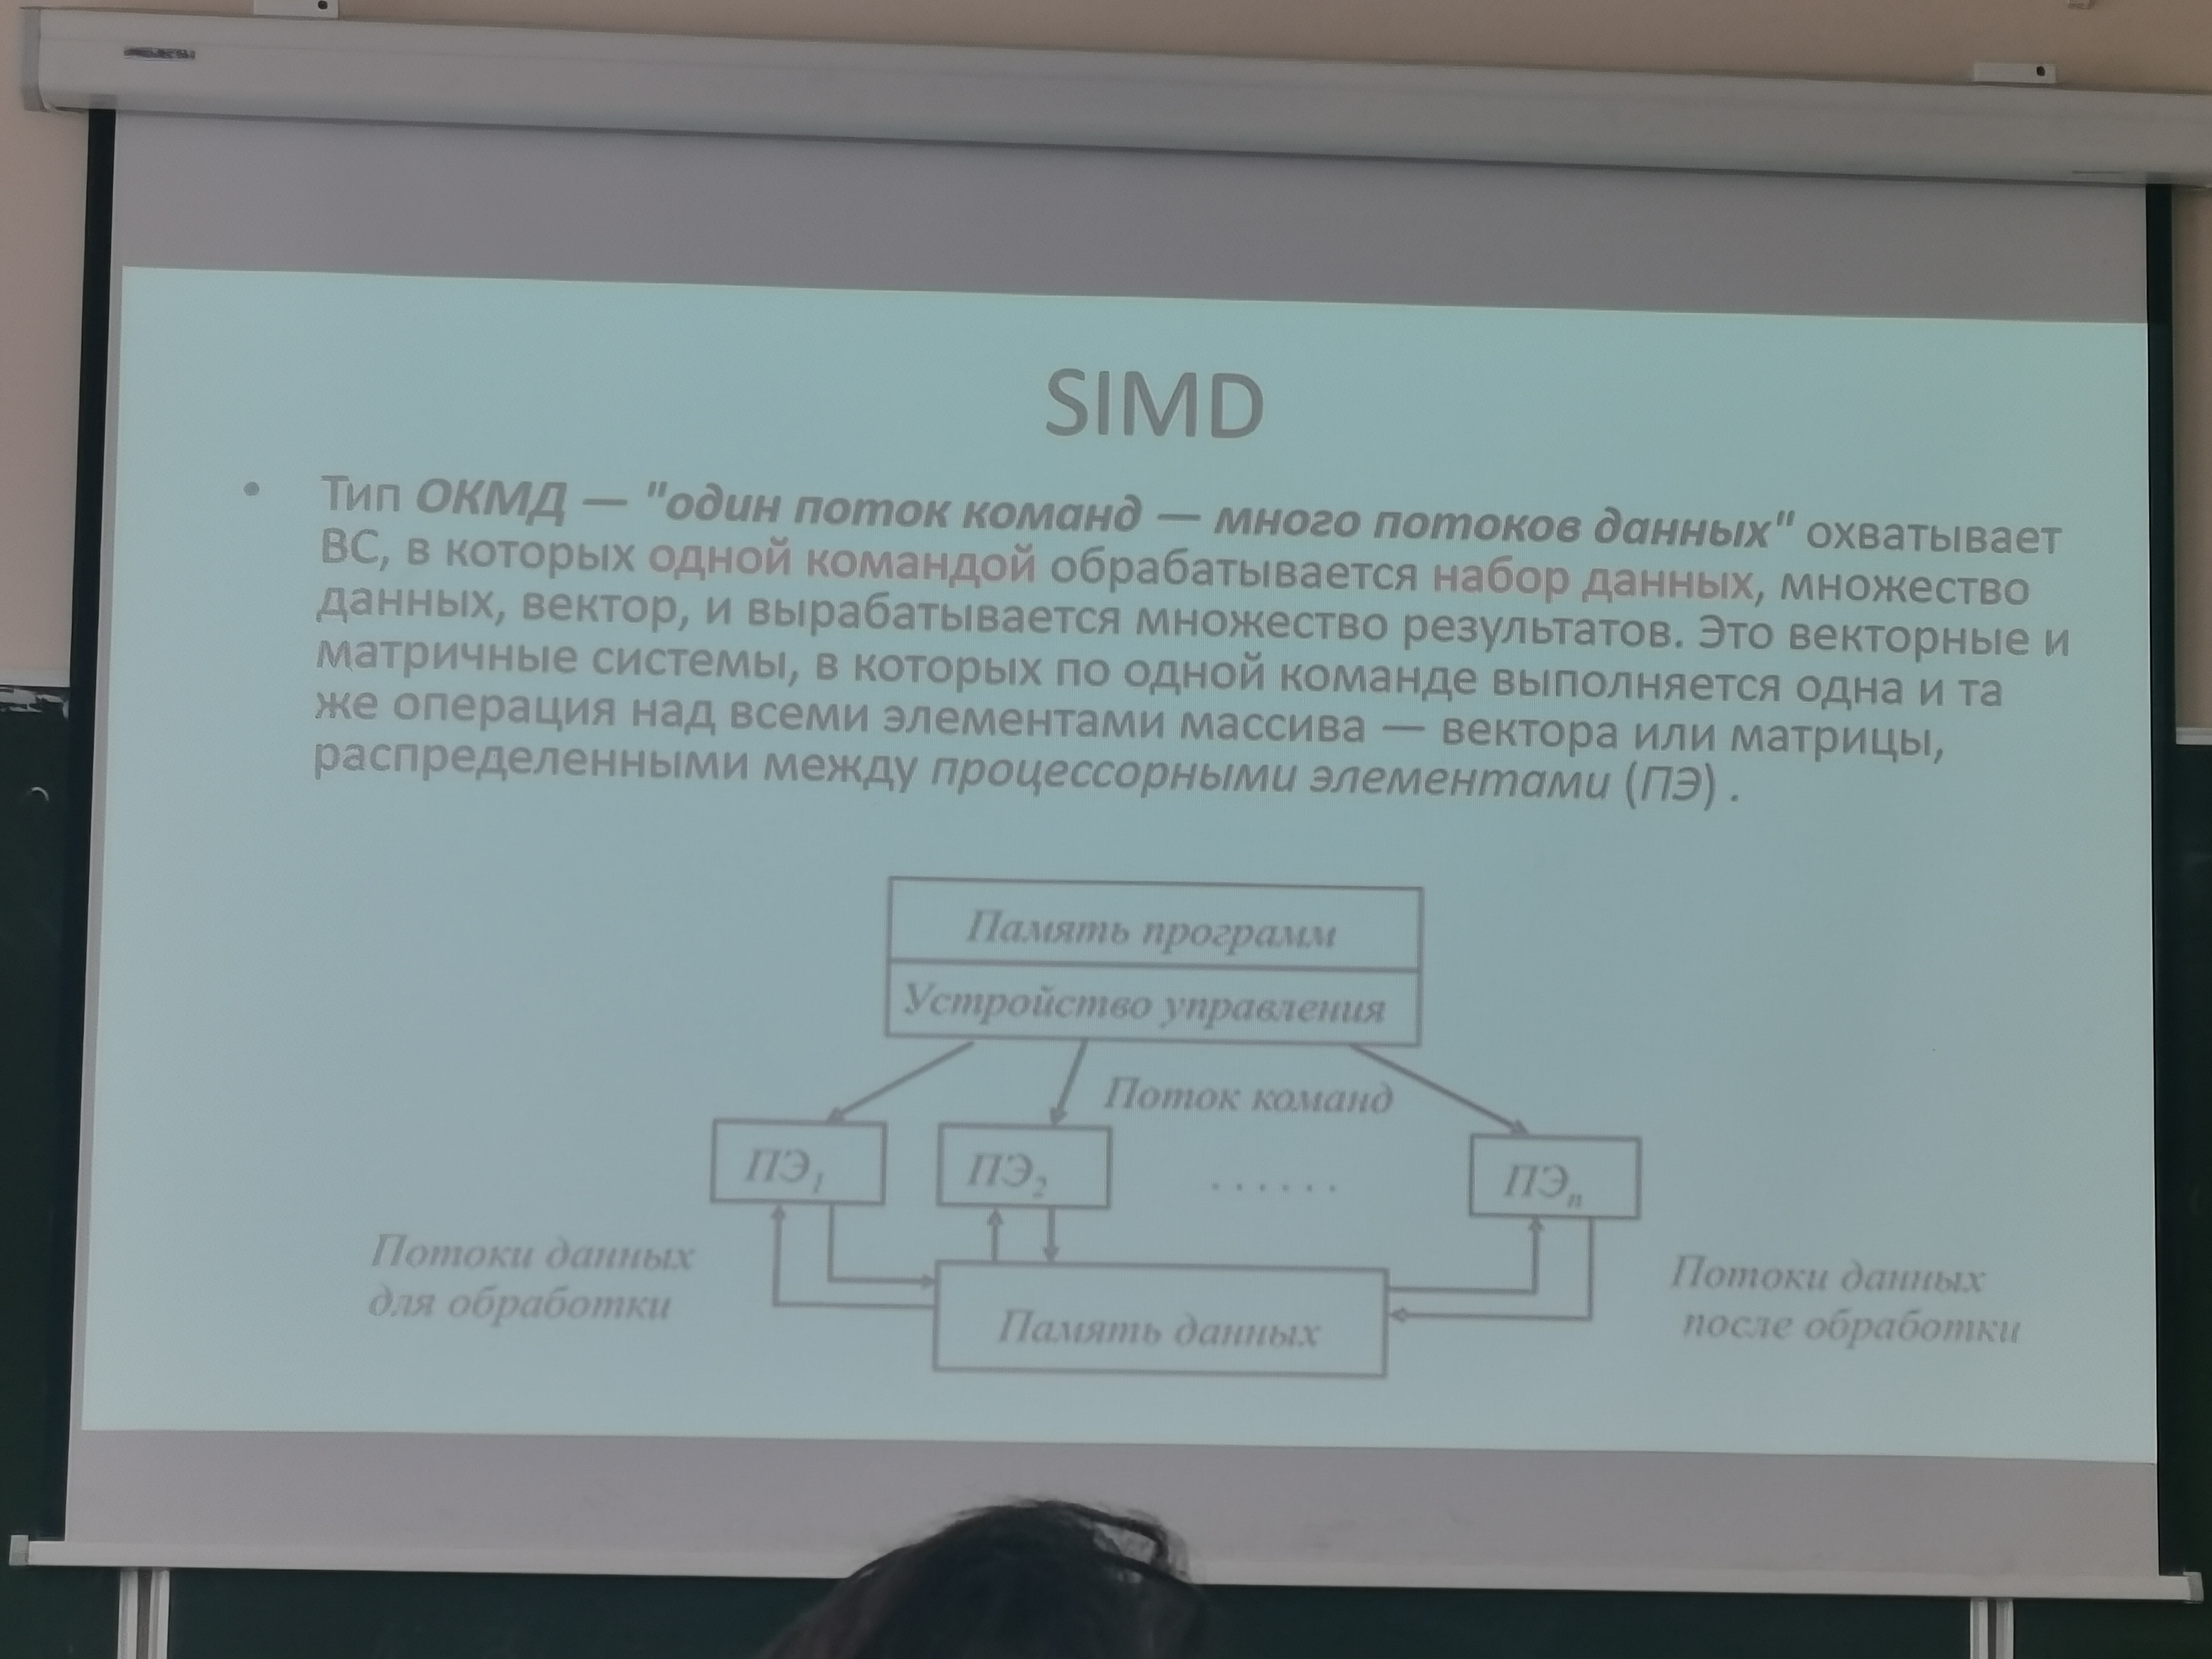 SIMD
• Тип ОКМД — "один поток команд — много потоков данных" охватывает
ВС, в которых одной командой обрабатывается набор данных, множество
данных, вектор, и вырабатывается множество результатов. Это векторные и
матричные системы, в которых по одной команде выполняется одна и та
же операция над всеми элементами массива — вектора или матрицы,
распределенными между процессорными элементами (ПЭ) .
Память программ
Устройство управления
Поток команд
ПЭ1 ПЭ2 . . . . . . ПЭn
Потоки данных
для обработки
Память данных
Потоки данных
после обработки